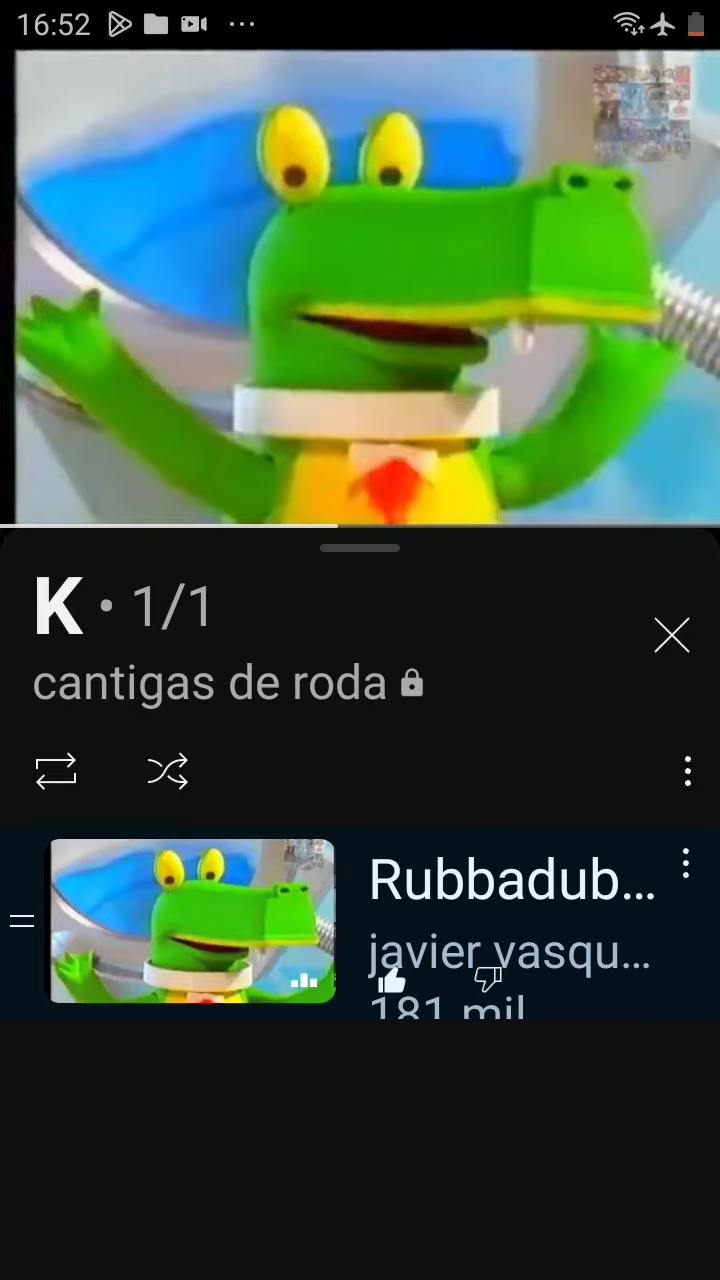 16:52
K • 1/1
cantigas de roda
Rubbadub...
javier vasqu...
181 mil